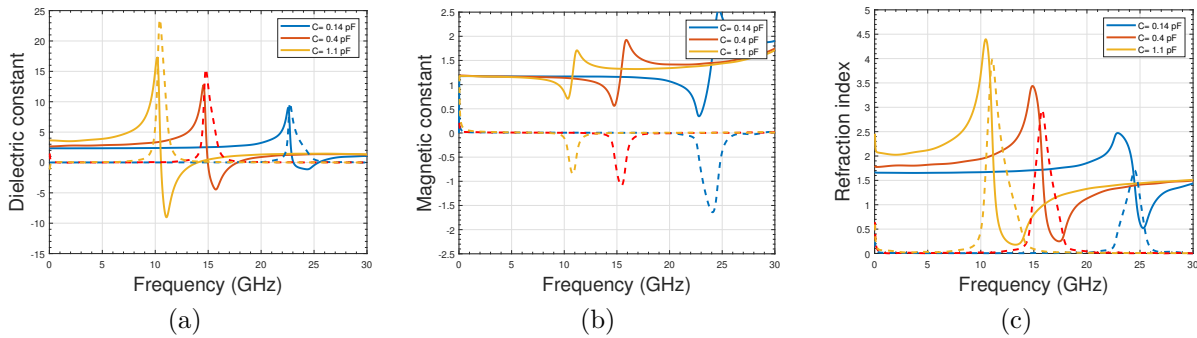 25
20
15
10
5
0
-5
-10
-15
0 5 10 15 20 25 30
Dielectric constant
Frequency (GHz)
C= 0.14 pF
C= 0.4 pF
C= 1.1 pF
(a)
2.5
2
1.5
1
0.5
0
-0.5
-1
-1.5
-2
-2.5
0 5 10 15 20 25 30
Magnetic constant
Frequency (GHz)
C= 0.14 pF
C= 0.4 pF
C= 1.1 pF
(b)
5
4.5
4
3.5
3
2.5
2
1.5
1
0.5
0
0 5 10 15 20 25 30
Refraction index
Frequency (GHz)
C= 0.14 pF
C= 0.4 pF
C= 1.1 pF
(c)